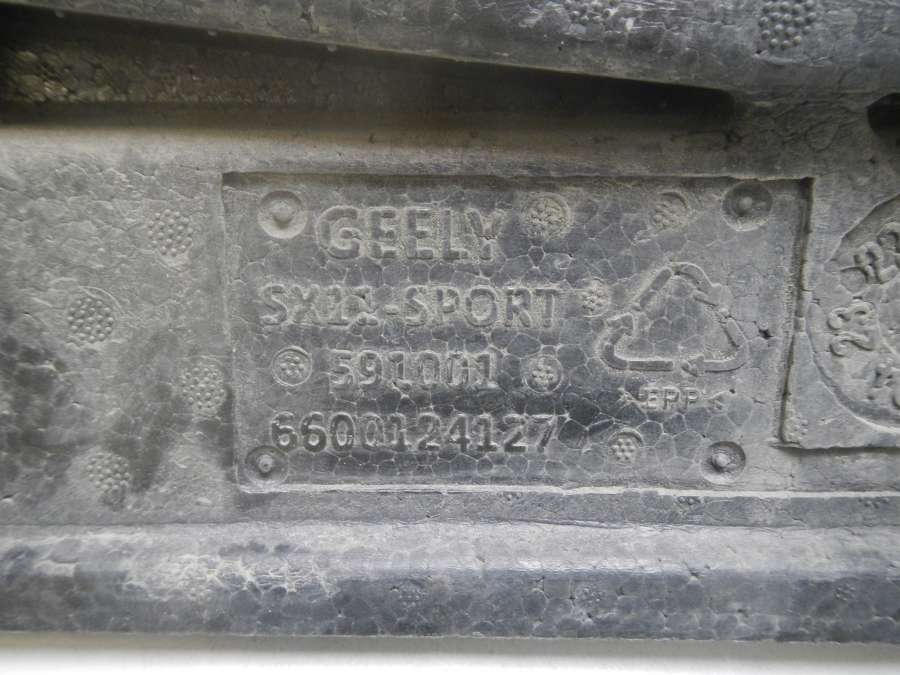 GEELY
SX11-SPORT
591001
6600124127
>EPP<